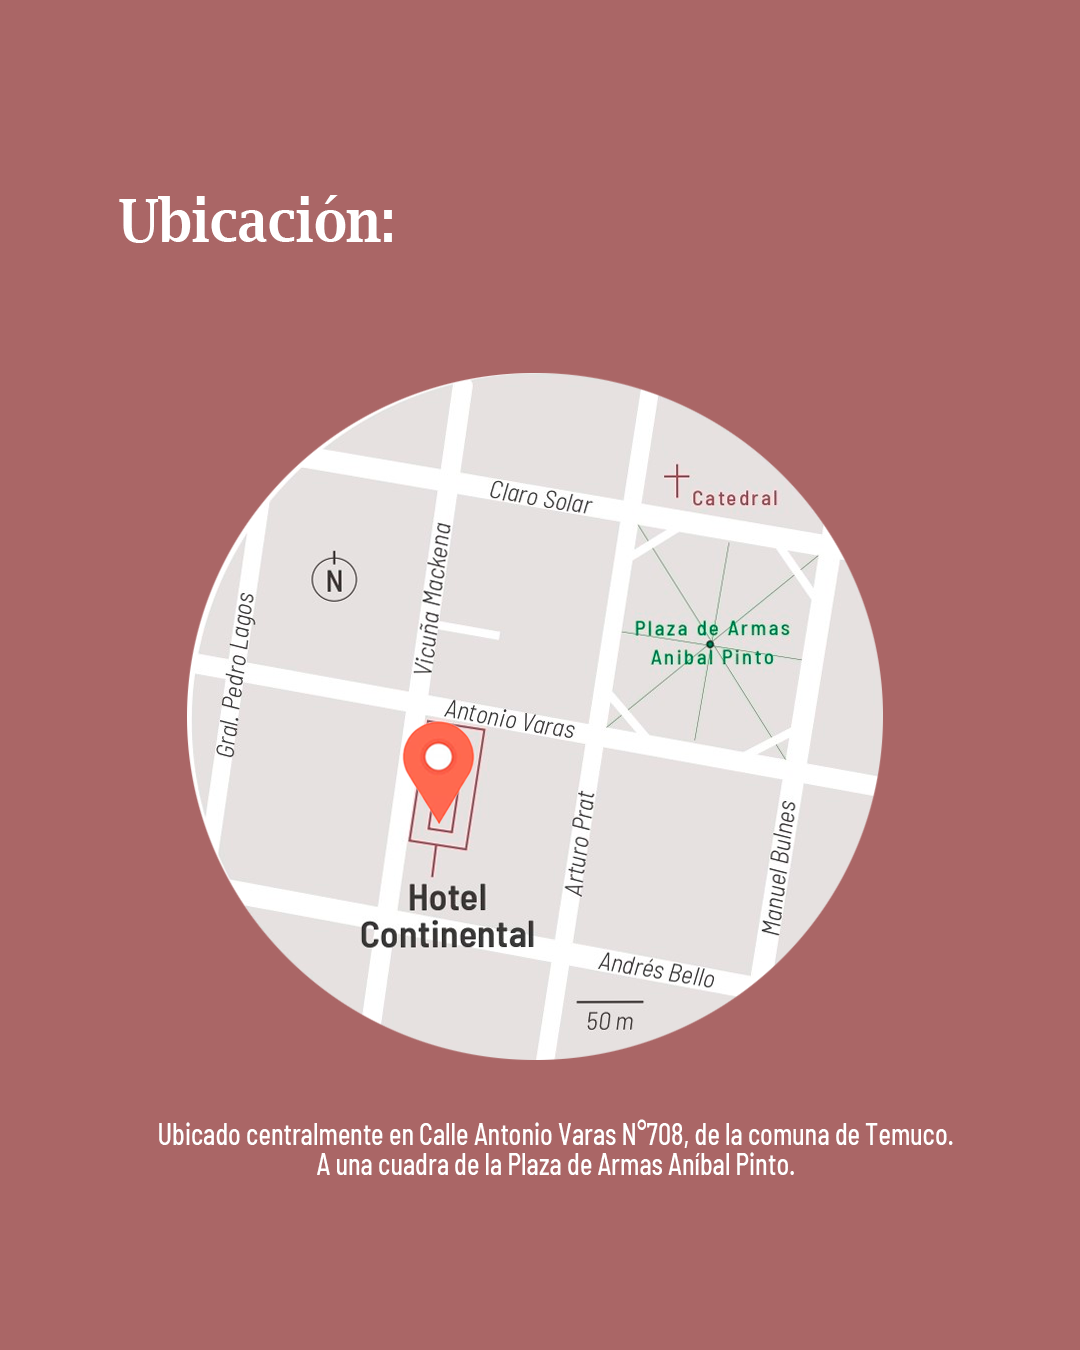 Ubicación:
Claro Solar
Catedral
N
Vicuña Mackena
Gral. Pedro Lagos
Plaza de Armas
Anibal Pinto
Antonio Varas
Arturo Prat
Manuel Bulnes
Hotel
Continental
Andrés Bello
50 m
Ubicado centralmente en Calle Antonio Varas N°708, de la comuna de Temuco.
A una cuadra de la Plaza de Armas Aníbal Pinto.